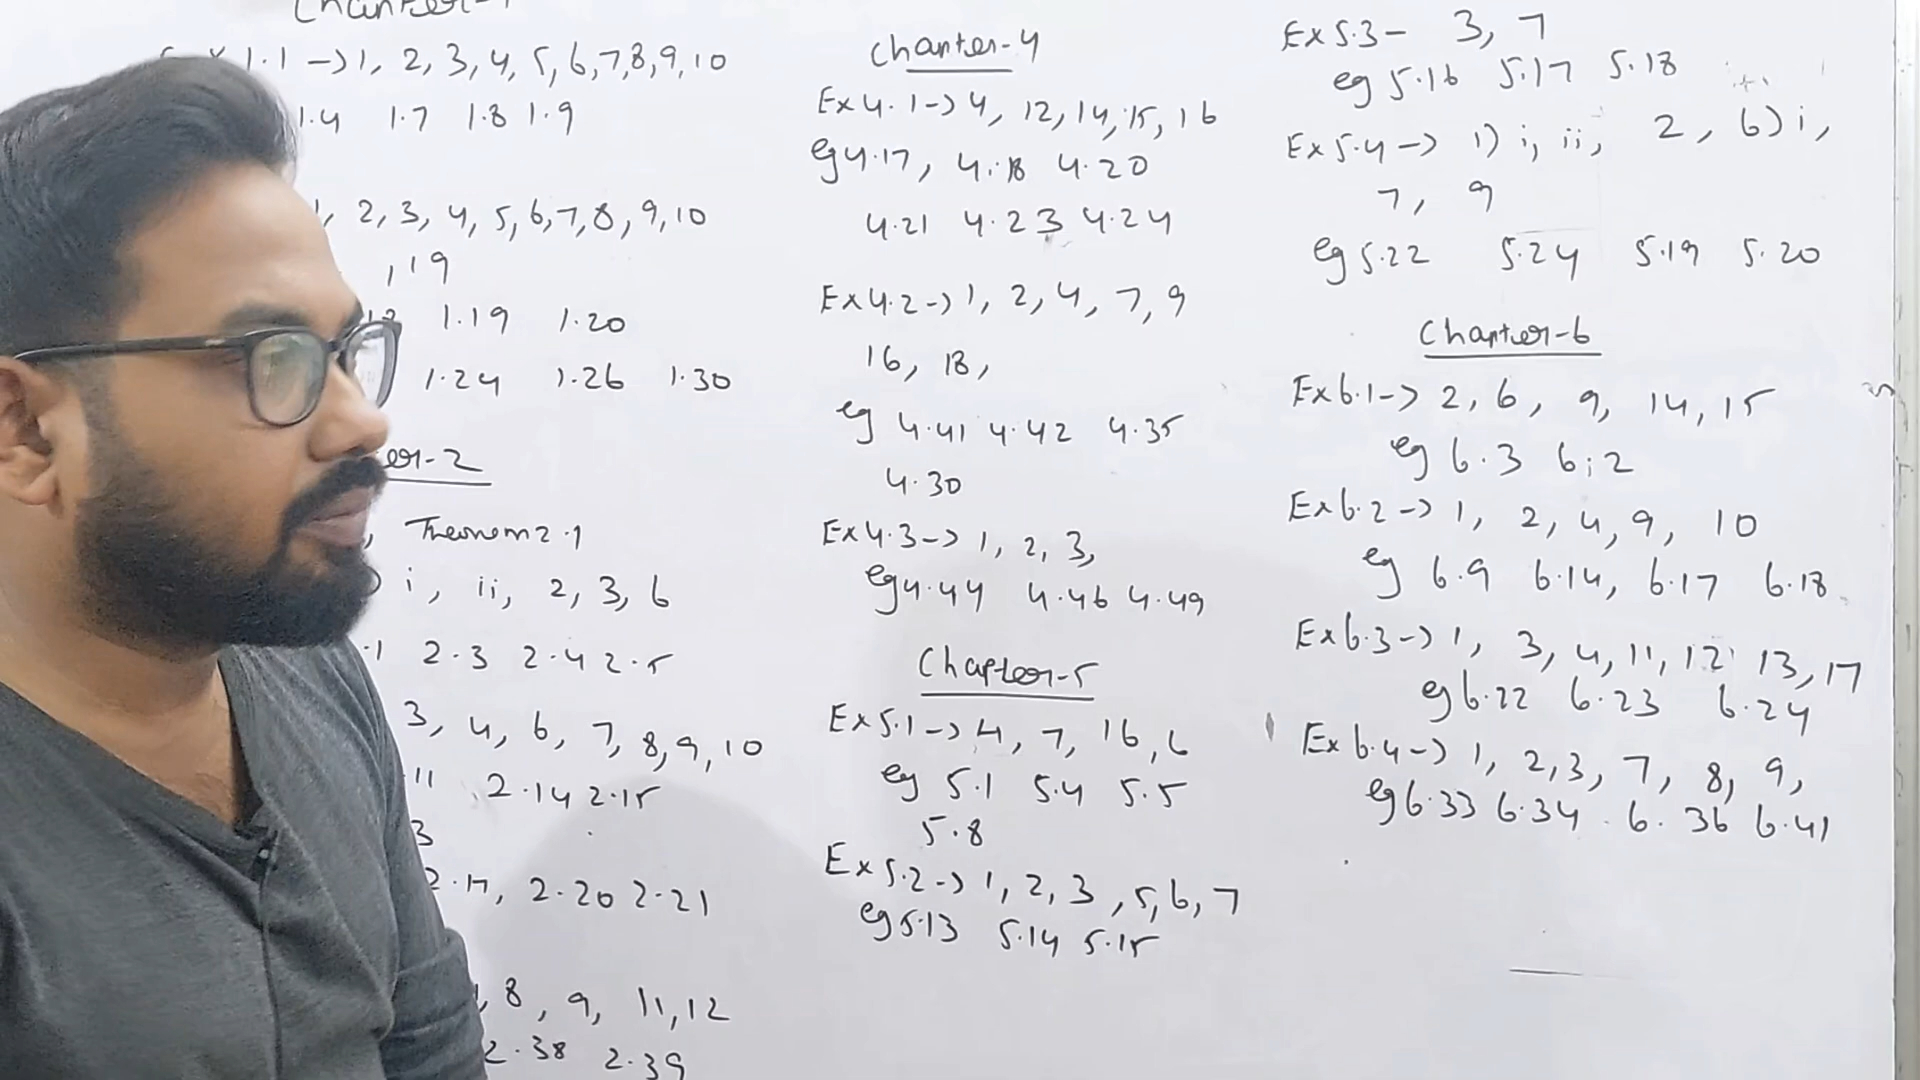 1.1 -> 1, 2, 3, 4, 5, 6, 7, 8, 9, 10
1.4 1.7 1.8 1.9
2, 3, 4, 5, 6, 7, 8, 9, 10
, 19
1.19 1.20
1.24 1.26 1.30
er-2
Theorem 2.1
i, ii, 2, 3, 6
2.3 2.4 2.5
3, 4, 6, 7, 8, 9, 10
11 2.14 2.15
3
2.17, 2.20 2.21
8, 9, 11, 12
2.38 2.39
Chapter-4
Ex 4.1 -> 4, 12, 14, 15, 16
eg 4.17, 4.18 4.20
4.21 4.23 4.24
Ex 4.2 -> 1, 2, 4, 7, 9
16, 18,
eg 4.41 4.42 4.35
4.30
Ex 4.3 -> 1, 2, 3,
eg 4.44 4.46 4.49
Chapter-5
Ex 5.1 -> 4, 7, 16, 6
eg 5.1 5.4 5.5
5.8
Ex 5.2 -> 1, 2, 3, 5, 6, 7
eg 5.13 5.14 5.15
Ex 5.3 - 3, 7
eg 5.16 5.17 5.18
Ex 5.4 -> 1) i, ii, 2, 6) i,
7, 9
eg 5.22 5.24 5.19 5.20
Chapter-6
Ex 6.1 -> 2, 6, 9, 14, 15
eg 6.3 6.2
Ex 6.2 -> 1, 2, 4, 9, 10
eg 6.9 6.14, 6.17 6.18
Ex 6.3 -> 1, 3, 4, 11, 12 13, 17
eg 6.22 6.23 6.24
Ex 6.4 -> 1, 2, 3, 7, 8, 9,
eg 6.33 6.34 6.36 6.41